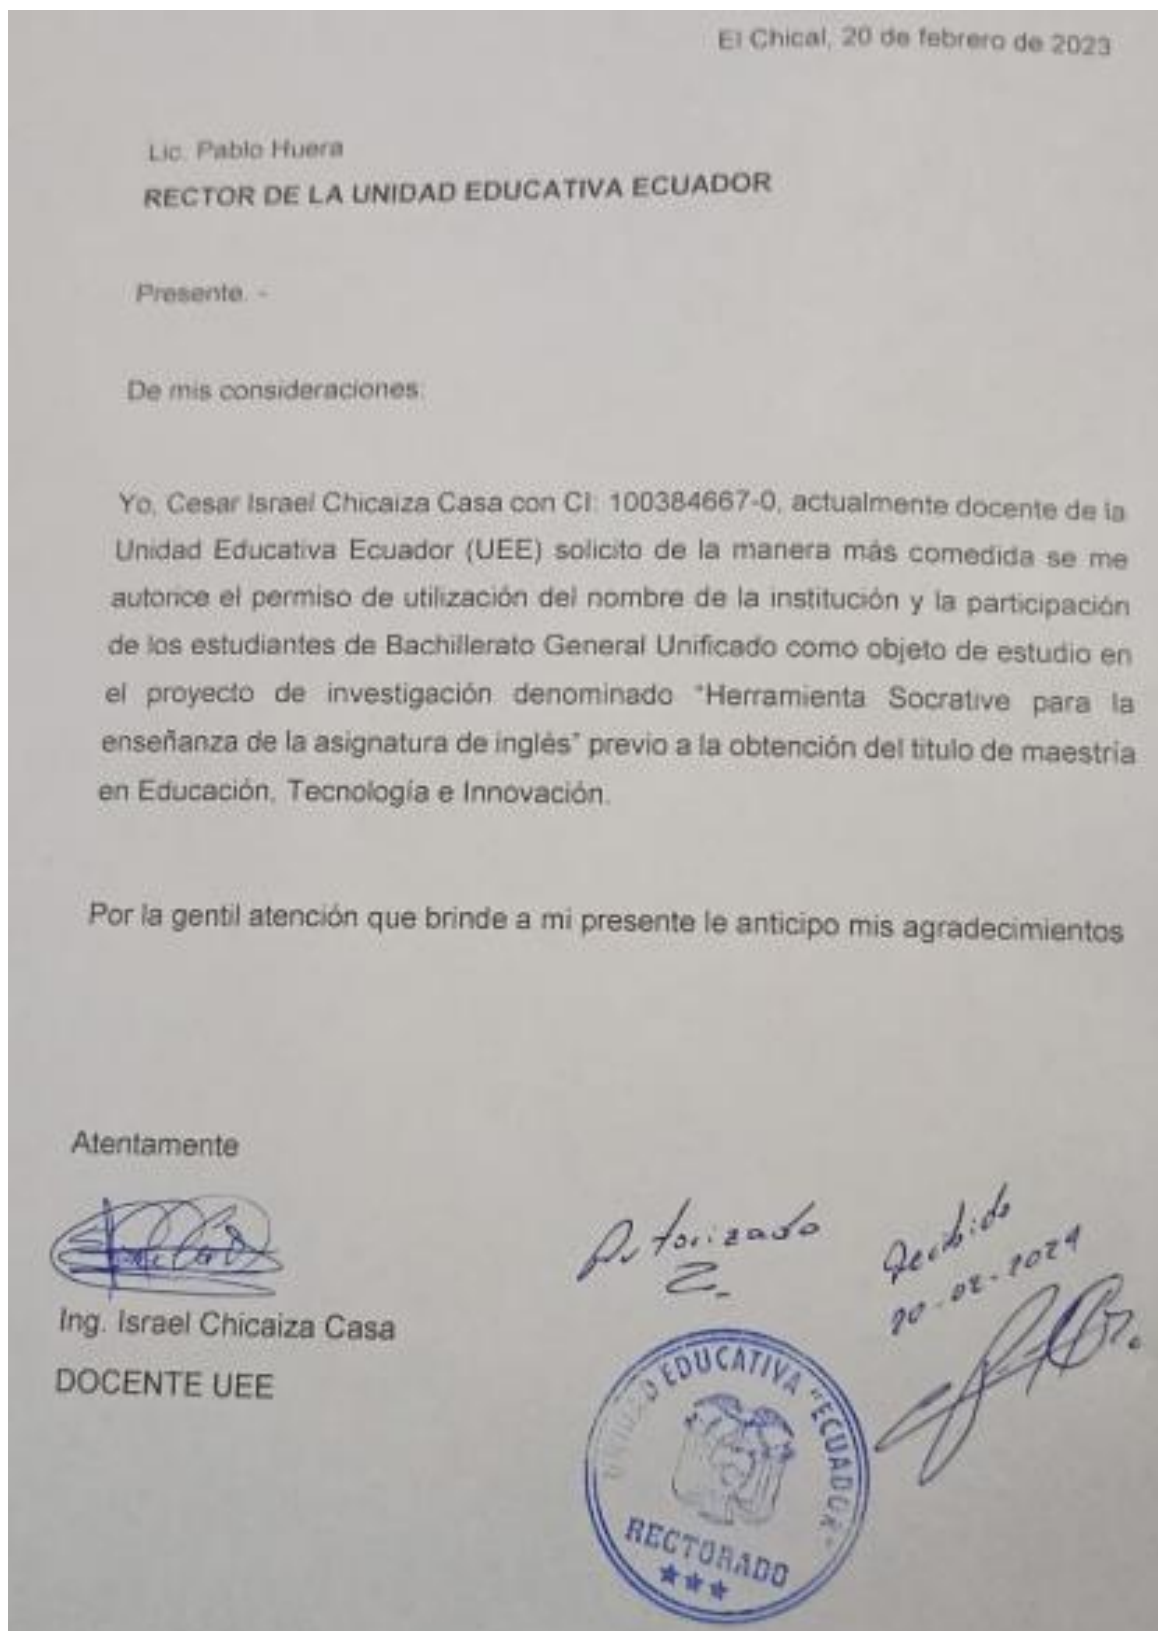 El Chical, 20 de febrero de 2023
Lic. Pablo Huera
RECTOR DE LA UNIDAD EDUCATIVA ECUADOR
Presente. -
De mis consideraciones:
Yo, Cesar Israel Chicaiza Casa con CI: 100384667-0, actualmente docente de la
Unidad Educativa Ecuador (UEE) solicito de la manera más comedida se me
autorice el permiso de utilización del nombre de la institución y la participación
de los estudiantes de Bachillerato General Unificado como objeto de estudio en
el proyecto de investigación denominado "Herramienta Socrative para la
enseñanza de la asignatura de inglés" previo a la obtención del titulo de maestría
en Educación, Tecnología e Innovación.
Por la gentil atención que brinde a mi presente le anticipo mis agradecimientos
Atentamente
Ing. Israel Chicaiza Casa
DOCENTE UEE
Autorizado
Recibido
20-02-2024
UNIDAD EDUCATIVA "ECUADOR"
RECTORADO